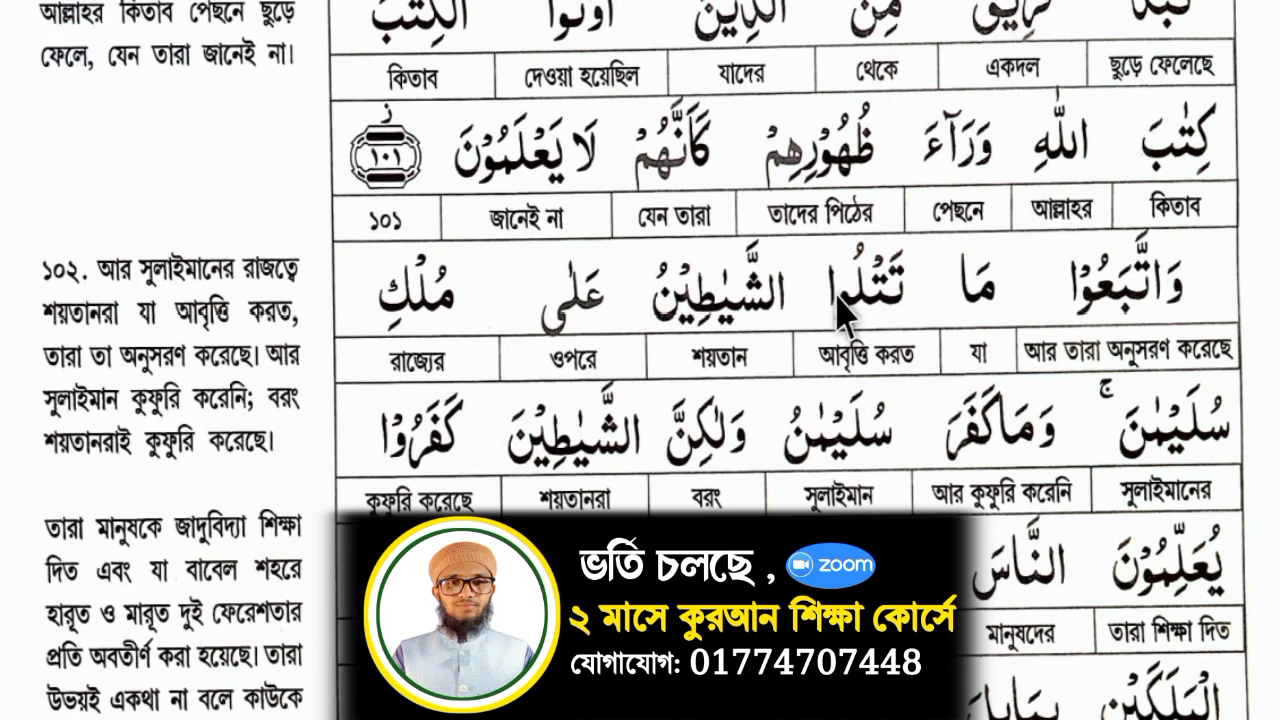 আল্লাহর কিতাব পেছনে ছুড়ে
ফেলে, যেন তারা জানেই না।
১০২. আর সুলাইমানের রাজত্বে
শয়তানরা যা আবৃত্তি করত,
তারা তা অনুসরণ করেছে। আর
সুলাইমান কুফুরি করেনি; বরং
শয়তানরাই কুফুরি করেছে।
তারা মানুষকে জাদুবিদ্যা শিক্ষা
দিত এবং যা বাবেল শহরে
হারূত ও মারূত দুই ফেরেশতার
প্রতি অবতীর্ণ করা হয়েছে। তারা
উভয়ই একথা না বলে কাউকে
ছুড়ে ফেলেছে একদল থেকে যাদের দেওয়া হয়েছিল কিতাব
كِتٰبَ اللّٰهِ وَرَآءَ ظُهُوْرِهِمْ كَاَنَّهُمْ لَا يَعْلَمُوْنَ ز ١٠١
কিতাব আল্লাহর পেছনে তাদের পিঠের যেন তারা জানেই না ১০১
وَاتَّبَعُوْا مَا تَتْلُوا الشَّيٰطِيْنُ عَلٰى مُلْكِ
আর তারা অনুসরণ করেছে যা আবৃত্তি করত শয়তান ওপরে রাজ্যের
سُلَيْمٰنَ ج وَمَا كَفَرَ سُلَيْمٰنُ وَلٰكِنَّ الشَّيٰطِيْنَ كَفَرُوْا
সুলাইমানের আর কুফুরি করেনি সুলাইমান বরং শয়তানরা কুফুরি করেছে
يُعَلِّمُوْنَ النَّاسَ
তারা শিক্ষা দিত মানুষদের
ভর্তি চলছে , zoom
২ মাসে কুরআন শিক্ষা কোর্সে
যোগাযোগ: 01774707448